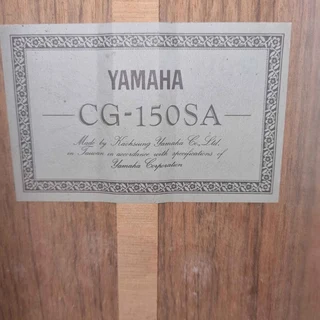 YAMAHA
CG-150SA
Made by Kaohsiung Yamaha Co., Ltd.
in Taiwan in accordance with specifications of
Yamaha Corporation